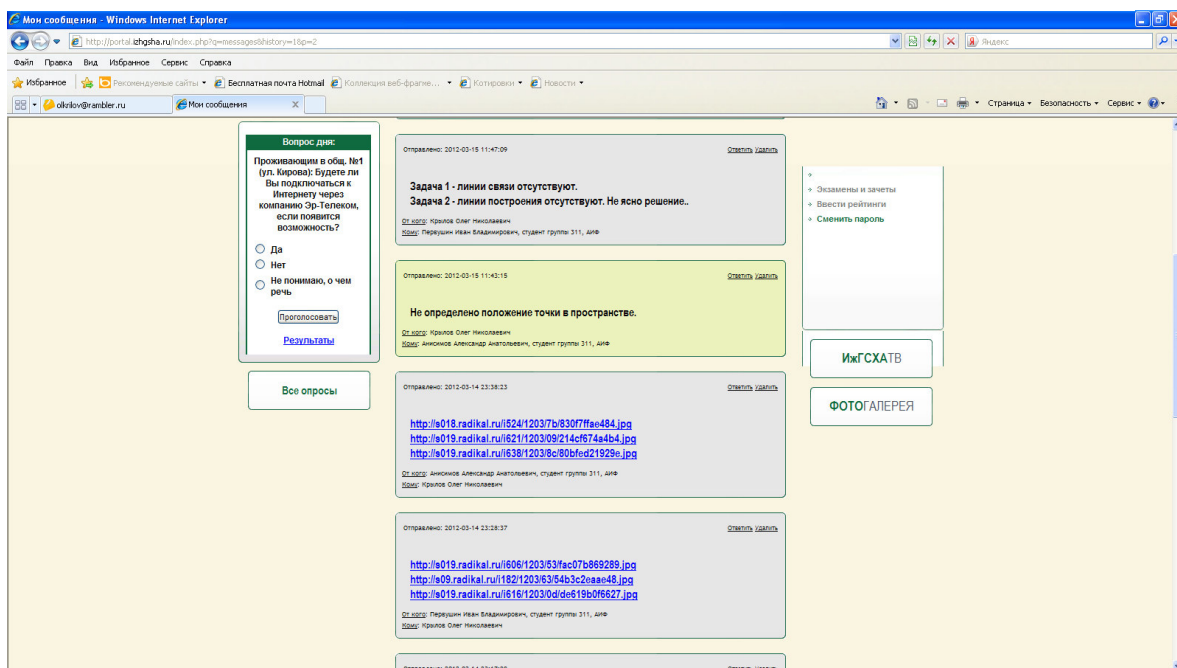 Мои сообщения - Windows Internet Explorer
http://portal.izhgsha.ru/index.php?q=messages&history=1&p=2
Яндекс
Файл Правка Вид Избранное Сервис Справка
Избранное Рекомендуемые сайты Бесплатная почта Hotmail Коллекция веб-фрагме... Котировки Новости
olkrilov@rambler.ru Мои сообщения X Страница Безопасность Сервис
Вопрос дня:
Проживающим в общ. №1
(ул. Кирова): Будете ли
Вы подключаться к
Интернету через
компанию Эр-Телеком,
если появится
возможность?
Да
Нет
Не понимаю, о чем
речь
Проголосовать
Результаты
Все опросы
Отправлено: 2012-03-15 11:47:09 Ответить Удалить
Задача 1 - линии связи отсутствуют.
Задача 2 - линии построения отсутствуют. Не ясно решение..
От кого: Крылов Олег Николаевич
Кому: Первушин Иван Владимирович, студент группы 311, АИФ
Отправлено: 2012-03-15 11:43:15 Ответить Удалить
Не определено положение точки в пространстве.
От кого: Крылов Олег Николаевич
Кому: Анисимов Александр Анатольевич, студент группы 311, АИФ
Отправлено: 2012-03-14 23:38:23 Ответить Удалить
http://s018.radikal.ru/i524/1203/7b/830f7ffae484.jpg
http://s019.radikal.ru/i621/1203/09/214cf674a4b4.jpg
http://s019.radikal.ru/i638/1203/8c/80bfed21929e.jpg
От кого: Анисимов Александр Анатольевич, студент группы 311, АИФ
Кому: Крылов Олег Николаевич
Отправлено: 2012-03-14 23:28:37 Ответить Удалить
http://s019.radikal.ru/i606/1203/53/fac07b869289.jpg
http://s09.radikal.ru/i182/1203/63/54b3c2eaae48.jpg
http://s019.radikal.ru/i616/1203/0d/de619b0f6627.jpg
От кого: Первушин Иван Владимирович, студент группы 311, АИФ
Кому: Крылов Олег Николаевич
Экзамены и зачеты
Ввести рейтинги
Сменить пароль
ИжГСХАТВ
ФОТОГАЛЕРЕЯ